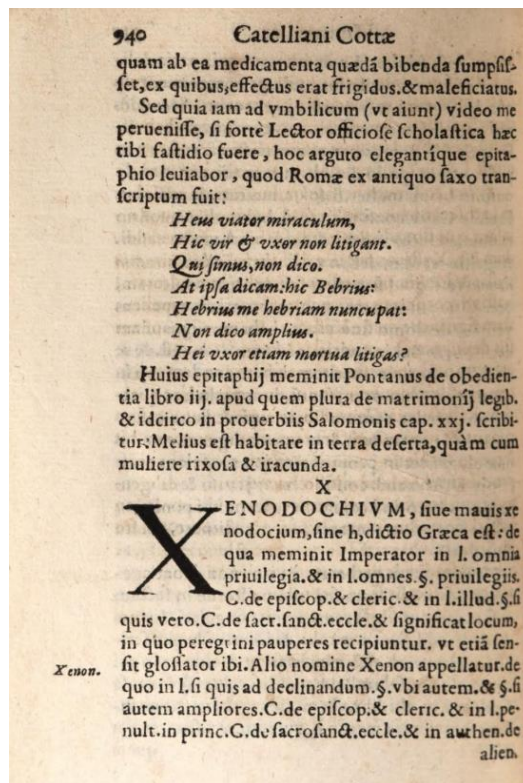 940 Catelliani Cottæ
quam ab ea medicamenta quædã bibenda sumpsis-
set,ex quibus,effectus erat frigidus.&maleficiatus.
Sed quia iam ad vmbilicum (vt aiunt) video me
peruenisse, si fortè Lector officiosè scholastica hæc
tibi fastidio fuere, hoc arguto elegantíque epita-
phio leuiabor, quod Romæ ex antiquo saxo tran-
scriptum fuit:
Heus viator miraculum,
Hic vir & vxor non litigant.
Qui simus,non dico.
At ipsa dicam:hic Bebrius:
Hebrius me hebriam nuncupat:
Non dico amplius.
Hei vxor etiam mortua litigas?
Huius epitaphij meminit Pontanus de obedien-
tia libro iij. apud quem plura de matrimonij legib.
& idcirco in prouerbiis Salomonis cap. xxj. scribi-
tur:Melius est habitare in terra deserta,quàm cum
muliere rixosa & iracunda.
X
XENODOCHIVM, siue mauis xe
nodocium,sine h,dictio Græca est: de
qua meminit Imperator in l. omnia
priuilegia.& in l.omnes.§. priuilegiis.
C.de episcop.& cleric.& in l.illud.§.si
quis vero.C.de sacr.sanct.eccle.& significat locum,
in quo peregrini pauperes recipiuntur. vt etiã sen-
Xenon. sit glossator ibi. Alio nomine Xenon appellatur.de
quo in l.si quis ad declinandum.§.vbi autem.& §.si
autem ampliores.C.de episcop.& cleric. & in l.pe-
nult.in princ.C.de sacrosanct.eccle.& in authen.de
alien.